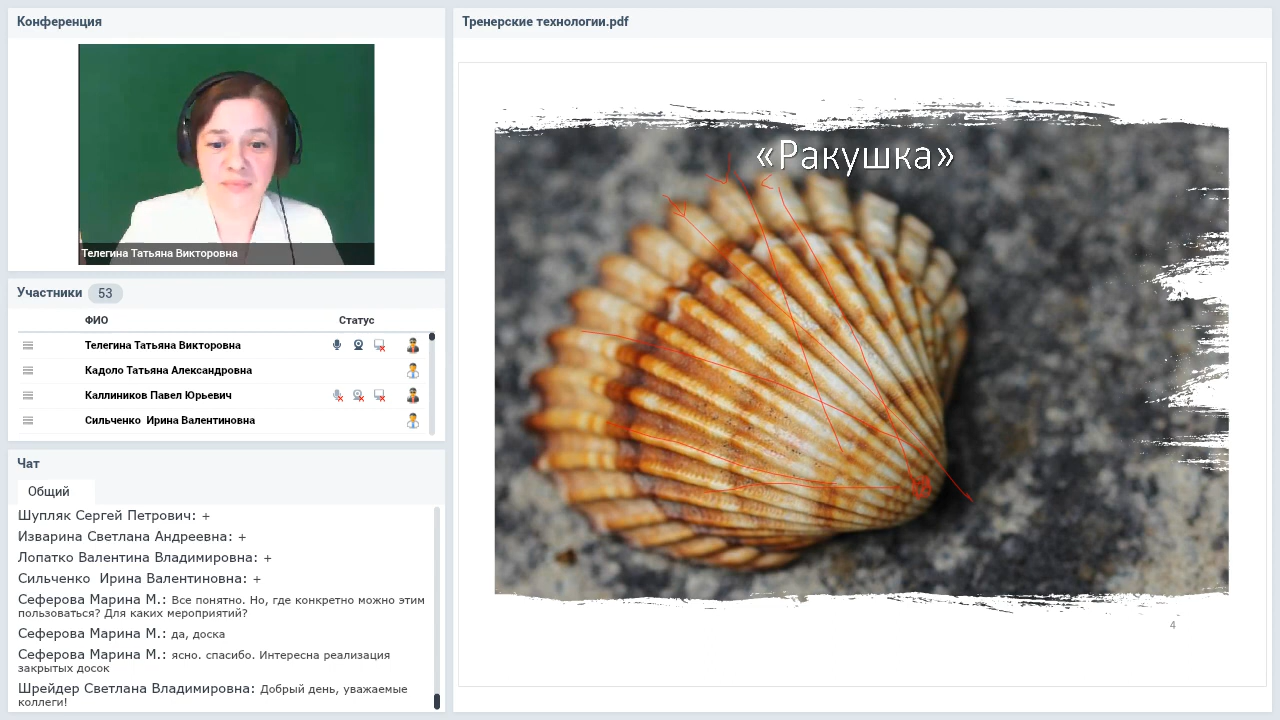 Конференция
Телегина Татьяна Викторовна
Участники 53
ФИО Статус
Телегина Татьяна Викторовна
Кадоло Татьяна Александровна
Каллиников Павел Юрьевич
Сильченко  Ирина Валентиновна
Чат
Общий
Шупляк Сергей Петрович: +
Изварина Светлана Андреевна: +
Лопатко Валентина Владимировна: +
Сильченко  Ирина Валентиновна: +
Сеферова Марина М.: Все понятно. Но, где конкретно можно этим
пользоваться? Для каких мероприятий?
Сеферова Марина М.: да, доска
Сеферова Марина М.: ясно. спасибо. Интересна реализация
закрытых досок
Шрейдер Светлана Владимировна: Добрый день, уважаемые
коллеги!
Тренерские технологии.pdf
«Ракушка»
4